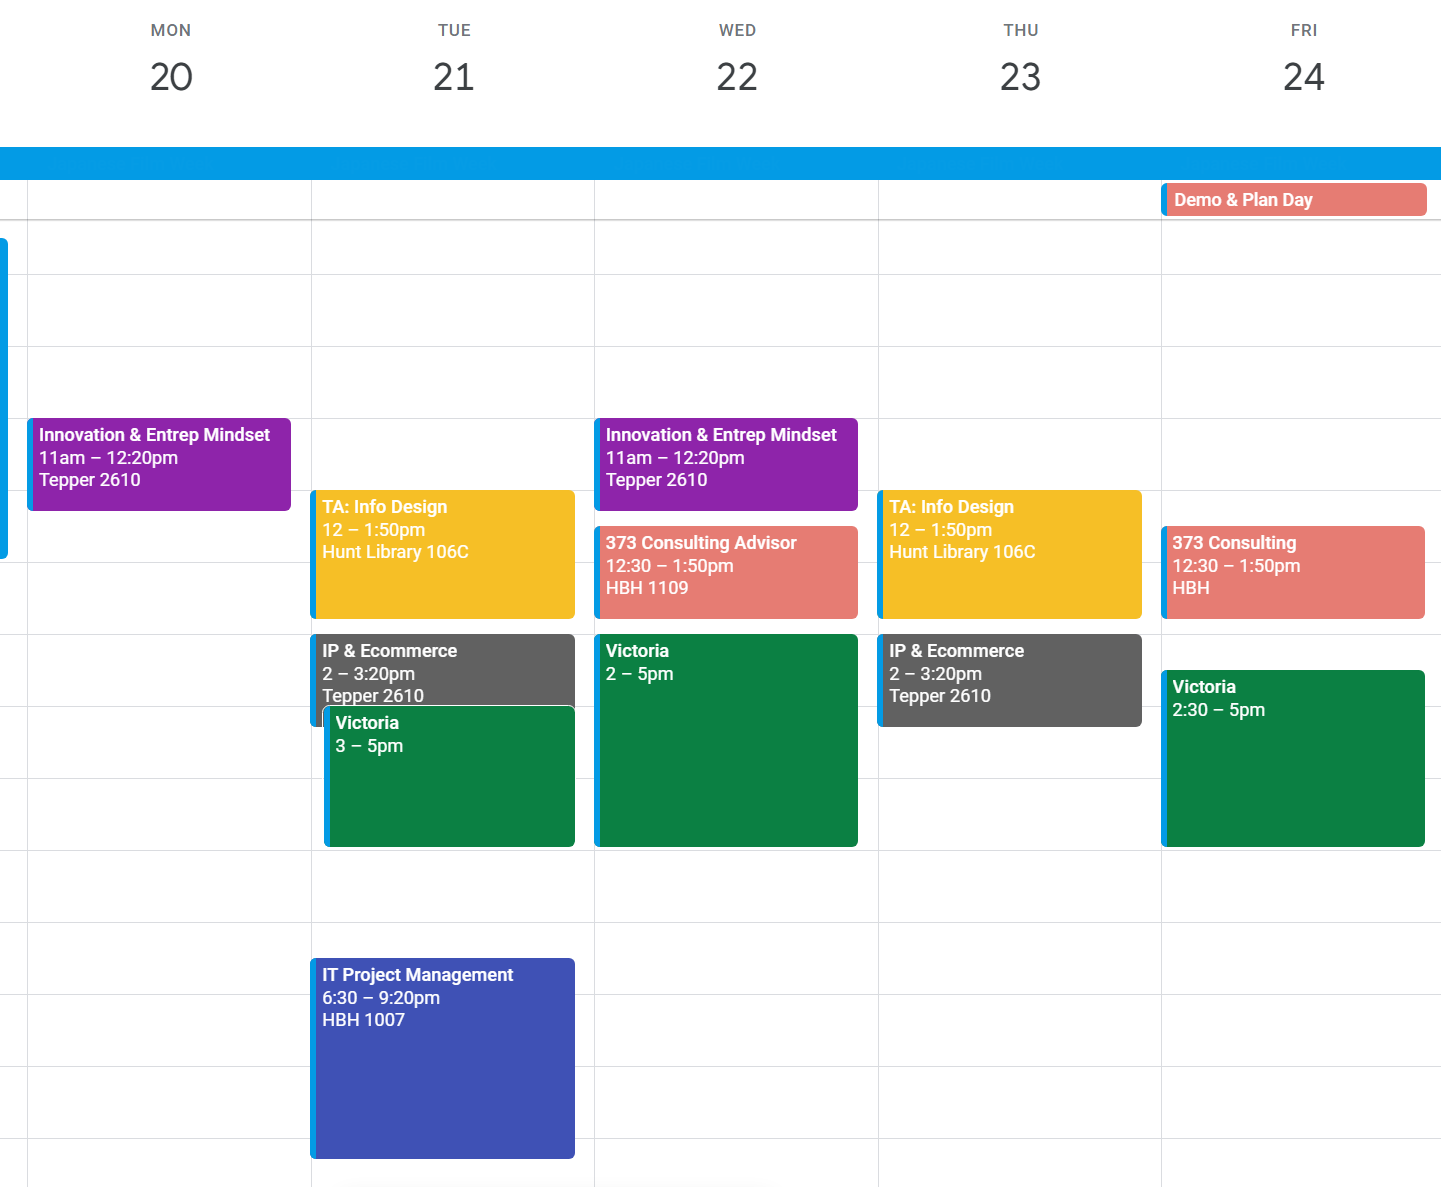 MON
20
TUE
21
WED
22
THU
23
FRI
24
Demo & Plan Day
Innovation & Entrep Mindset
11am – 12:20pm
Tepper 2610
TA: Info Design
12 – 1:50pm
Hunt Library 106C
IP & Ecommerce
2 – 3:20pm
Tepper 2610
Victoria
3 – 5pm
IT Project Management
6:30 – 9:20pm
HBH 1007
Innovation & Entrep Mindset
11am – 12:20pm
Tepper 2610
373 Consulting Advisor
12:30 – 1:50pm
HBH 1109
Victoria
2 – 5pm
TA: Info Design
12 – 1:50pm
Hunt Library 106C
IP & Ecommerce
2 – 3:20pm
Tepper 2610
373 Consulting
12:30 – 1:50pm
HBH
Victoria
2:30 – 5pm